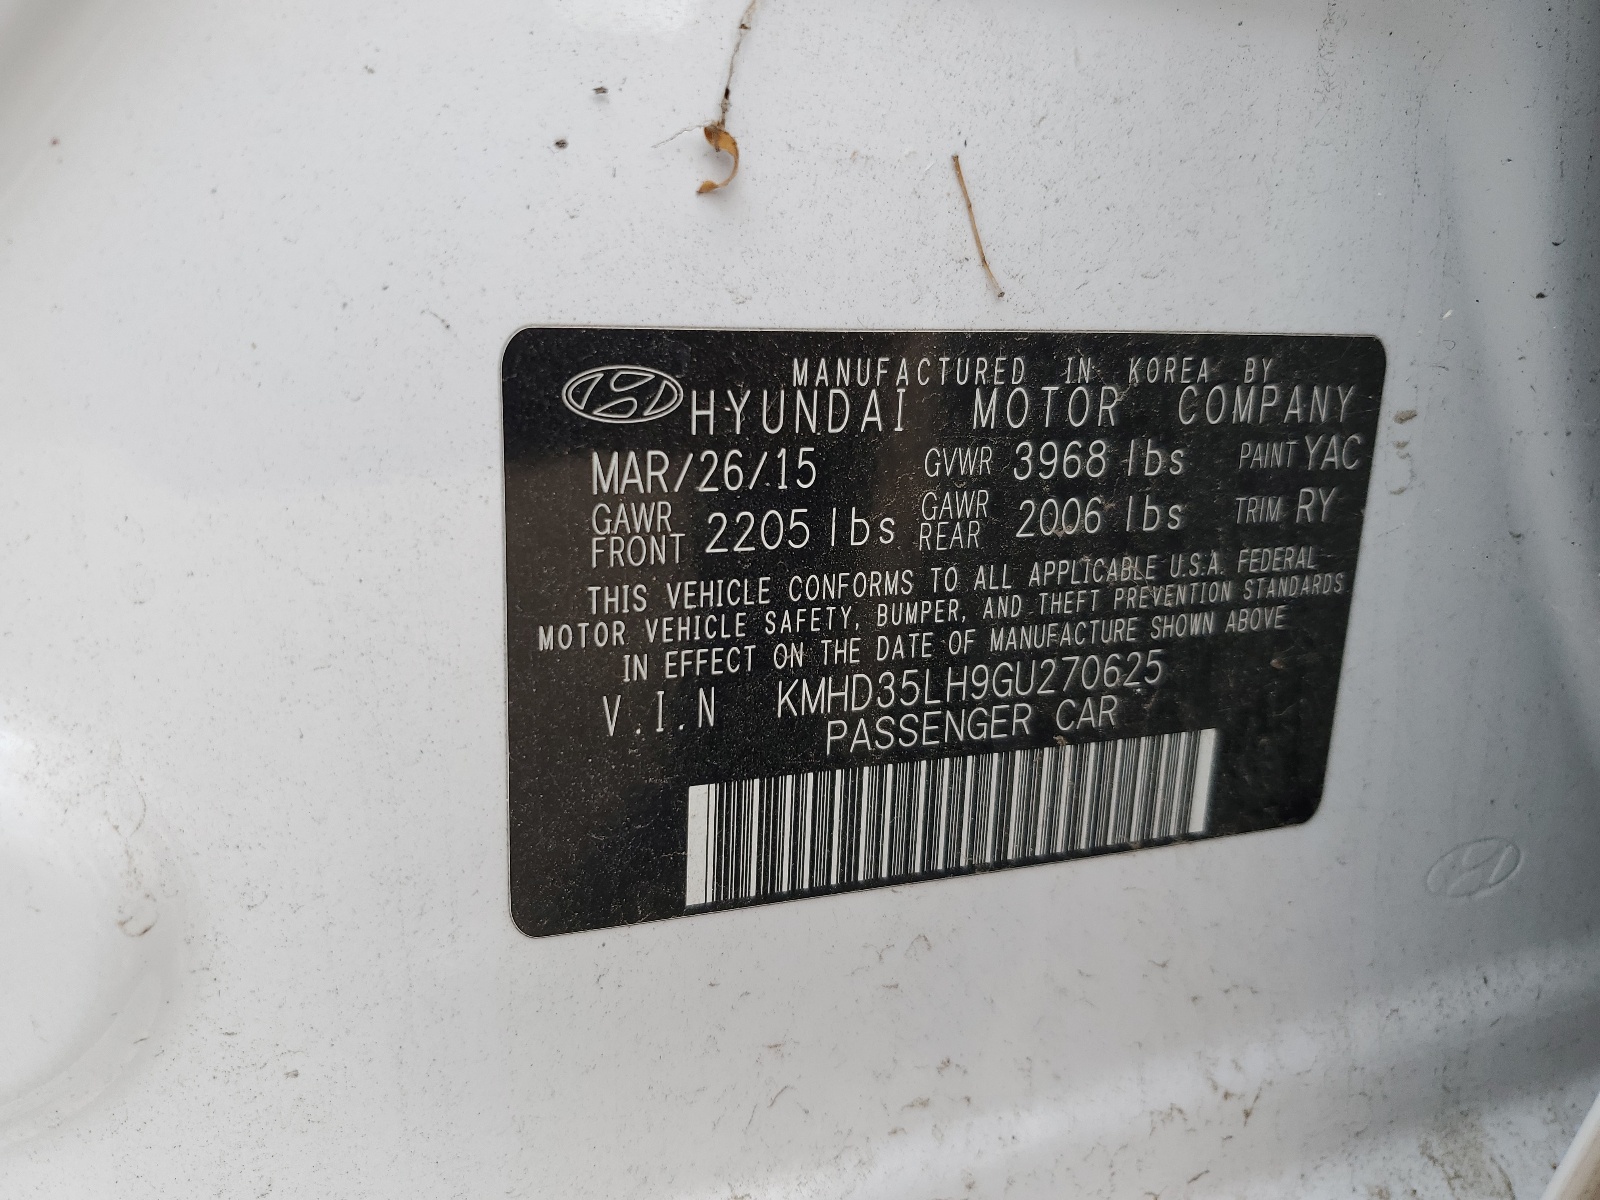 MANUFACTURED IN KOREA BY
HYUNDAI MOTOR COMPANY
MAR/26/15 GVWR 3968 lbs PAINT YAC
GAWR FRONT 2205 lbs GAWR REAR 2006 lbs TRIM RY
THIS VEHICLE CONFORMS TO ALL APPLICABLE U.S.A. FEDERAL
MOTOR VEHICLE SAFETY, BUMPER, AND THEFT PREVENTION STANDARDS
IN EFFECT ON THE DATE OF MANUFACTURE SHOWN ABOVE
V.I.N KMHD35LH9GU270625
PASSENGER CAR